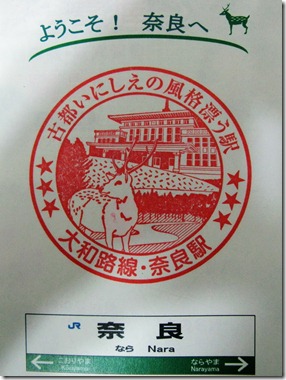 ようこそ！ 奈良へ
古都いにしえの風格漂う駅
大和路線・奈良駅
JR 奈良
なら Nara
こおりやま ならやま
Kōriyama Narayama